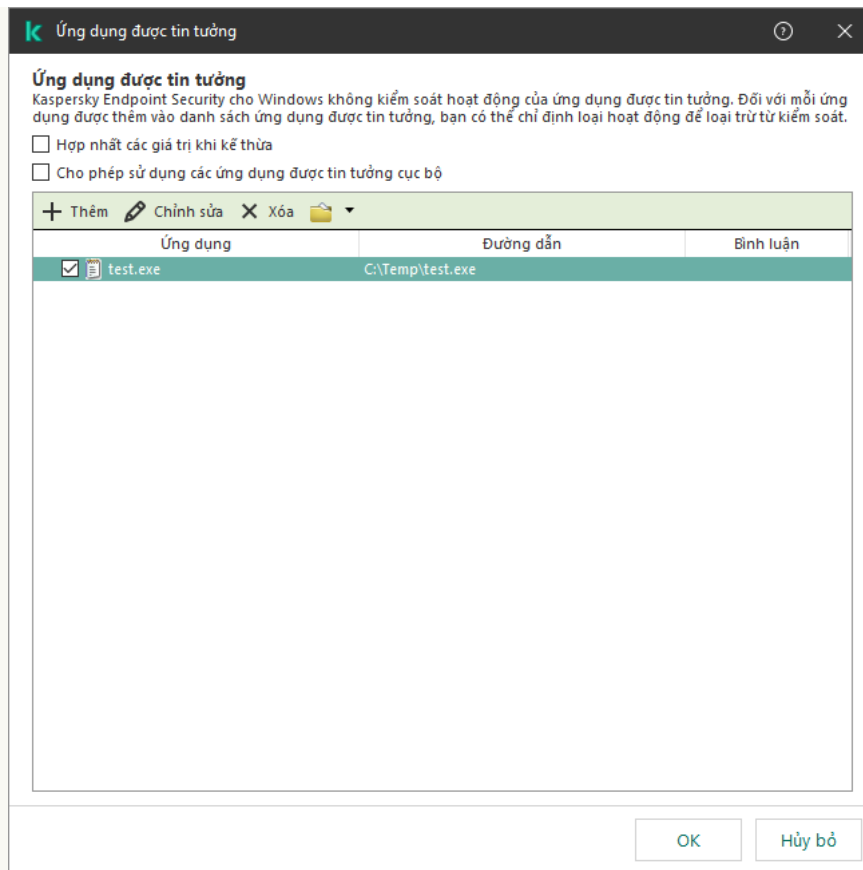 Ứng dụng được tin tưởng
Ứng dụng được tin tưởng
Kaspersky Endpoint Security cho Windows không kiểm soát hoạt động của ứng dụng được tin tưởng. Đối với mỗi ứng
dụng được thêm vào danh sách ứng dụng được tin tưởng, bạn có thể chỉ định loại hoạt động để loại trừ từ kiểm soát.
Hợp nhất các giá trị khi kế thừa
Cho phép sử dụng các ứng dụng được tin tưởng cục bộ
Thêm Chỉnh sửa Xóa
Ứng dụng Đường dẫn Bình luận
test.exe C:\Temp\test.exe
OK Hủy bỏ